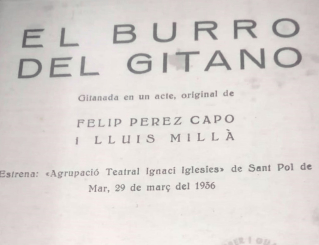 EL BURRO
DEL GITANO
Gitanada en un acte, original de
FELIP PEREZ CAPO
I LLUIS MILLÀ
Estrena: «Agrupació Teatral Ignaci Iglesies» de Sant Pol de
Mar, 29 de març del 1936